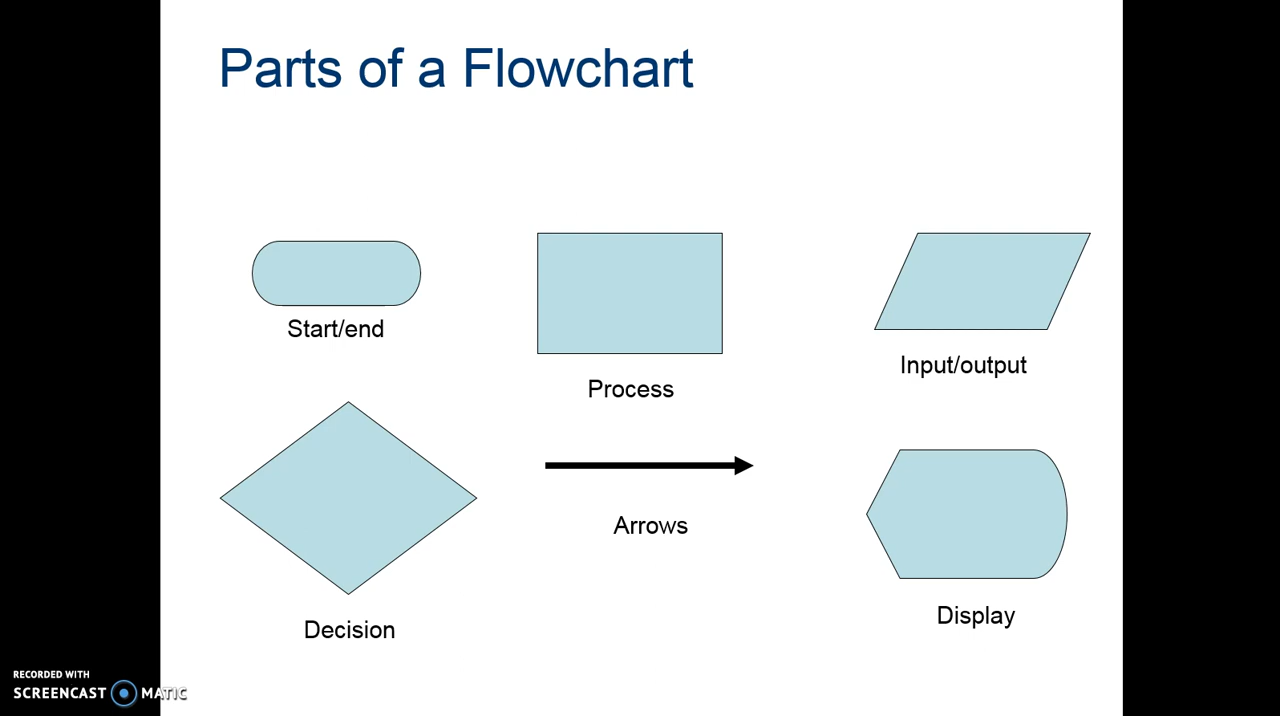 Parts of a Flowchart
Start/end
Process
Input/output
Decision
Arrows
Display
RECORDED WITH
SCREENCAST MATIC